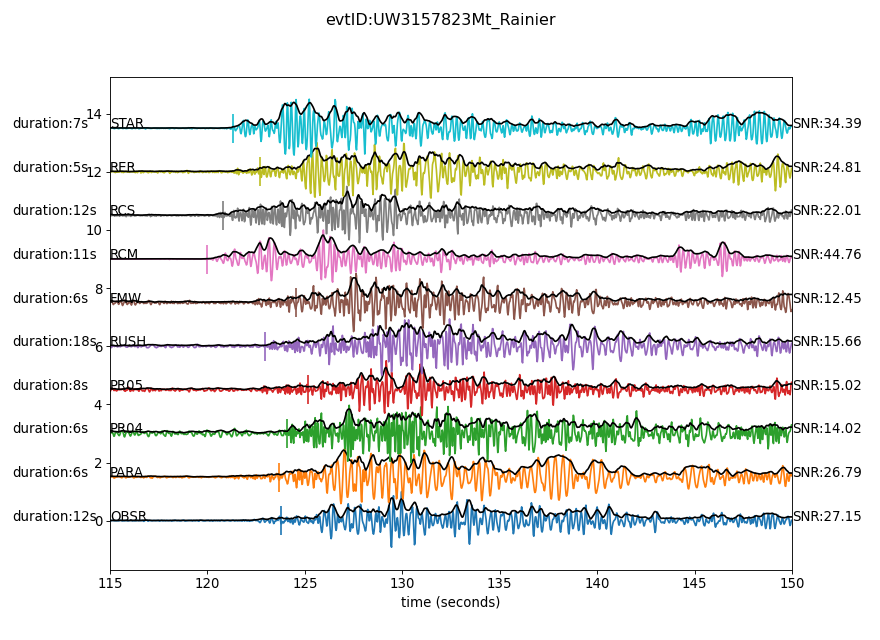 evtID:UW3157823Mt_Rainier
14
duration:7s STAR SNR:34.39
duration:5s 12 RER SNR:24.81
duration:12s RCS SNR:22.01
10
duration:11s RCM SNR:44.76
8
duration:6s FMW SNR:12.45
duration:18s RUSH SNR:15.66
6
duration:8s PR05 SNR:15.02
4
duration:6s PR04 SNR:14.02
2
duration:6s PARA SNR:26.79
duration:12s 0 OBSR SNR:27.15
115 120 125 130 135 140 145 150
time (seconds)